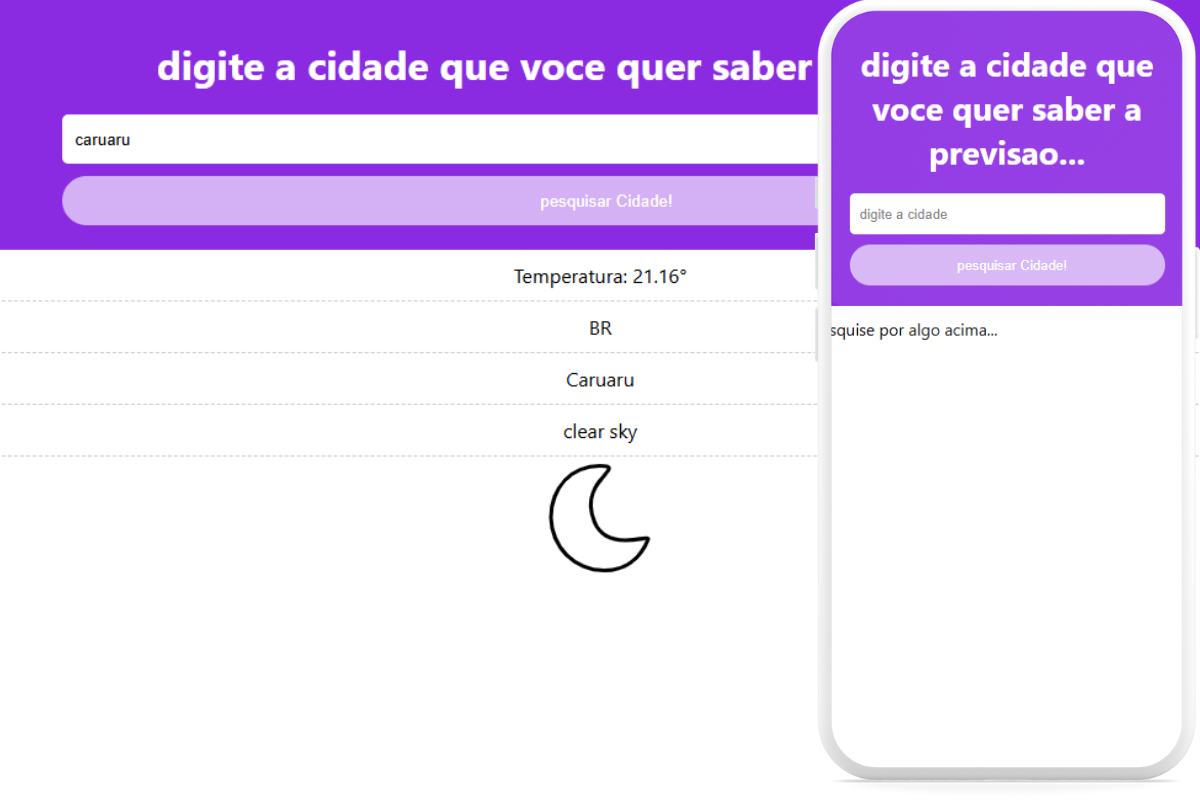 digite a cidade que voce quer saber
caruaru
pesquisar Cidade!
Temperatura: 21.16°
BR
Caruaru
clear sky
digite a cidade que
voce quer saber a
previsao...
digite a cidade
pesquisar Cidade!
squise por algo acima...